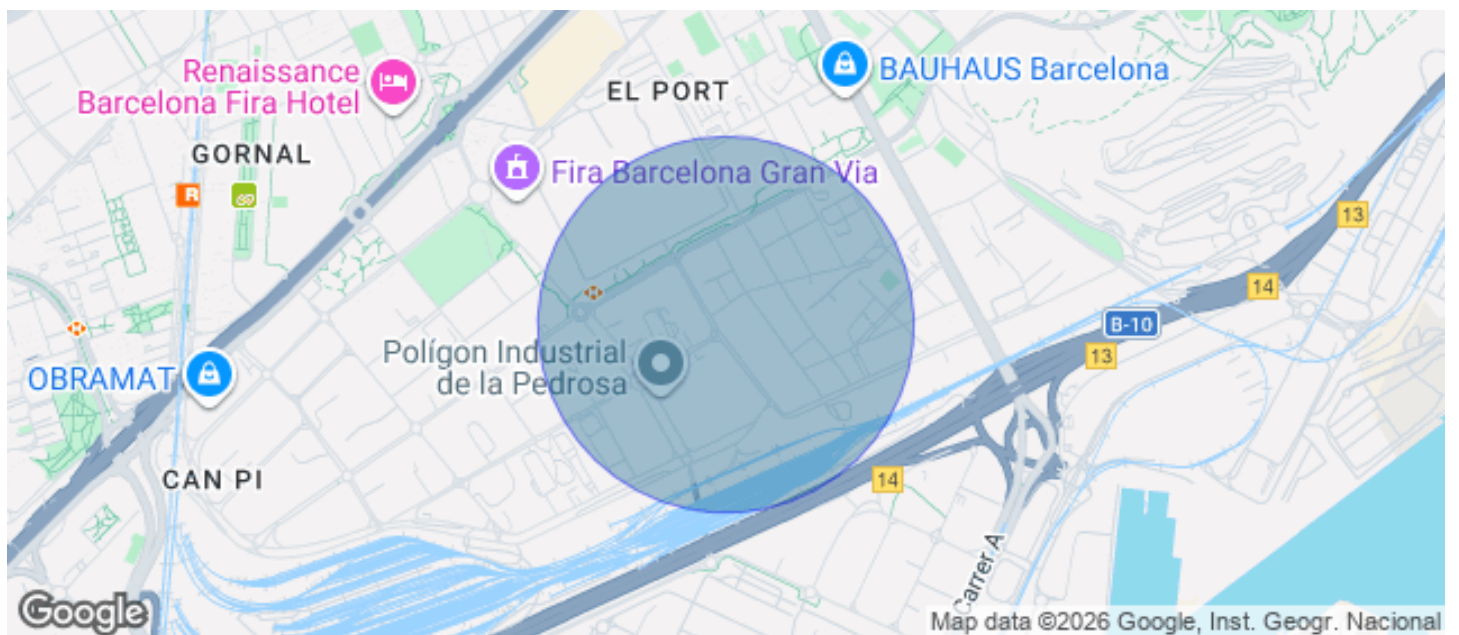 Renaissance
Barcelona Fira Hotel
EL PORT
BAUHAUS Barcelona
GORNAL
R
Fira Barcelona Gran Via
13
14
B-10
13
Polígon Industrial
de la Pedrosa
OBRAMAT
CAN PI
14
Carrer A
Google
Map data ©2026 Google, Inst. Geogr. Nacional